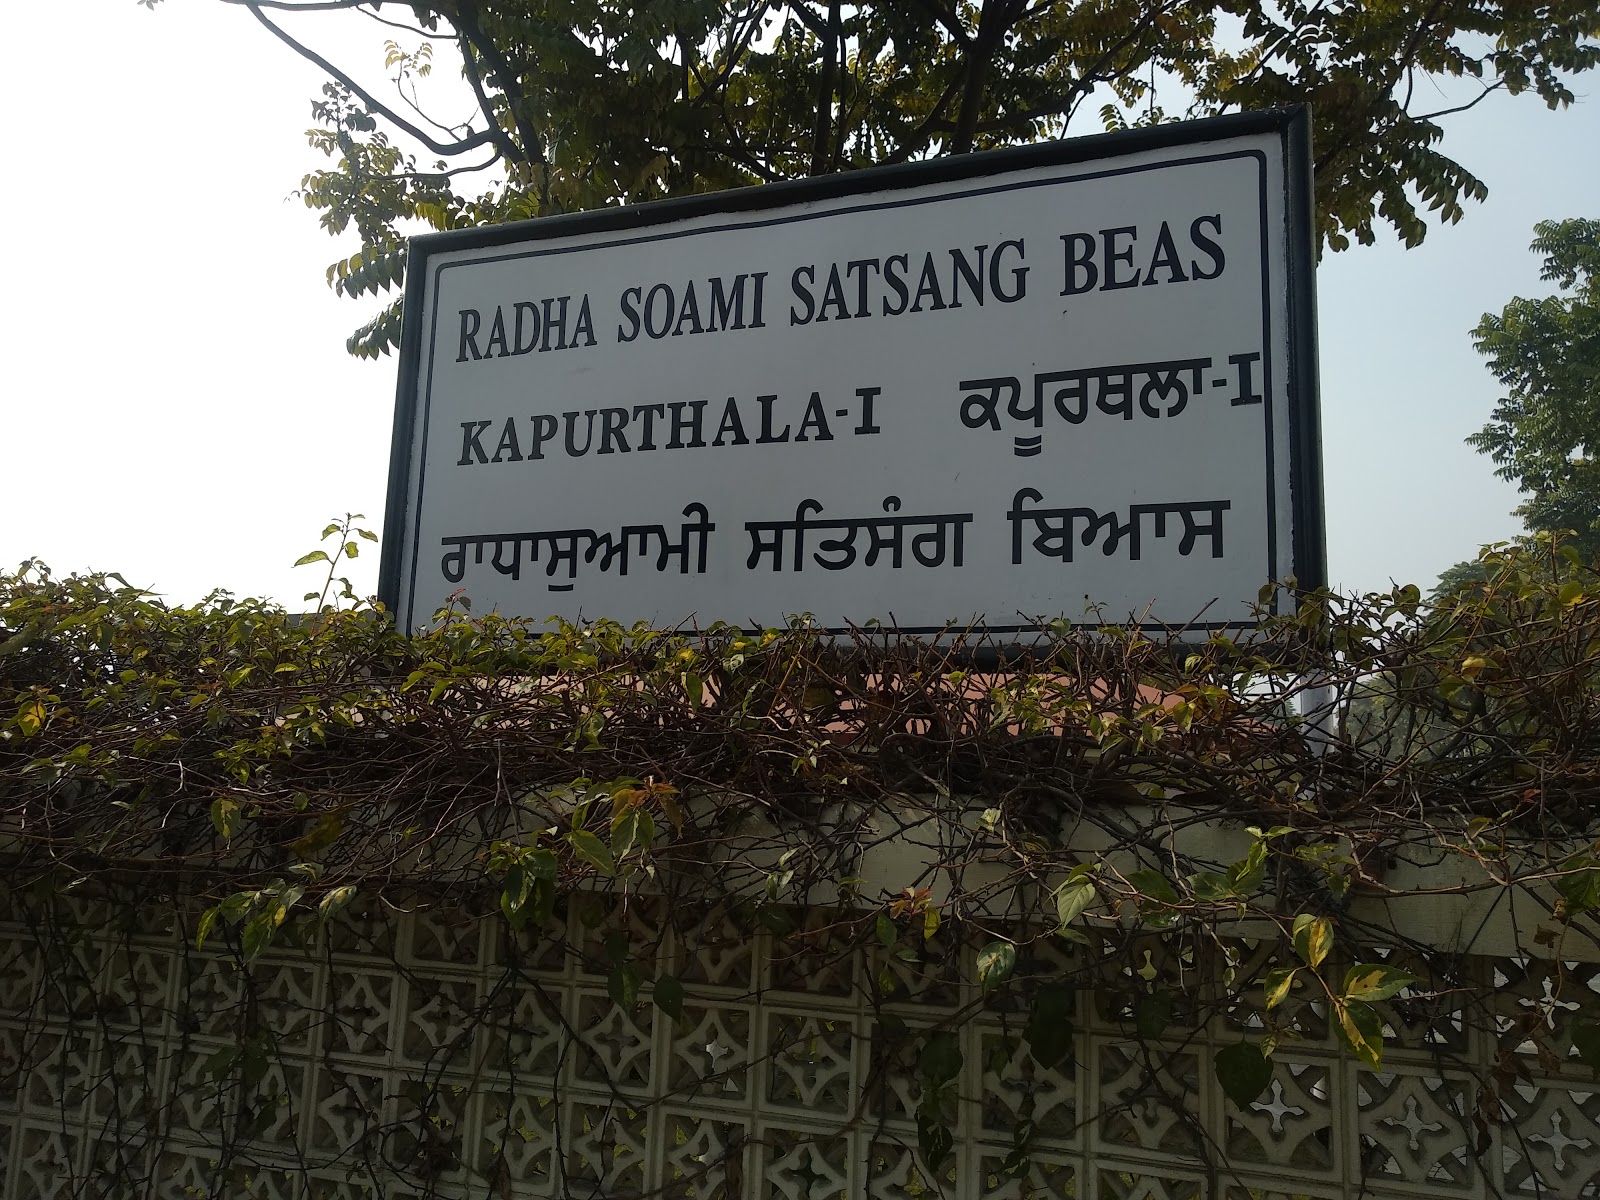 RADHA SOAMI SATSANG BEAS
KAPURTHALA-I ਕਪੂਰਥਲਾ-I
ਰਾਧਾਸੁਆਮੀ ਸਤਿਸੰਗ ਬਿਆਸ